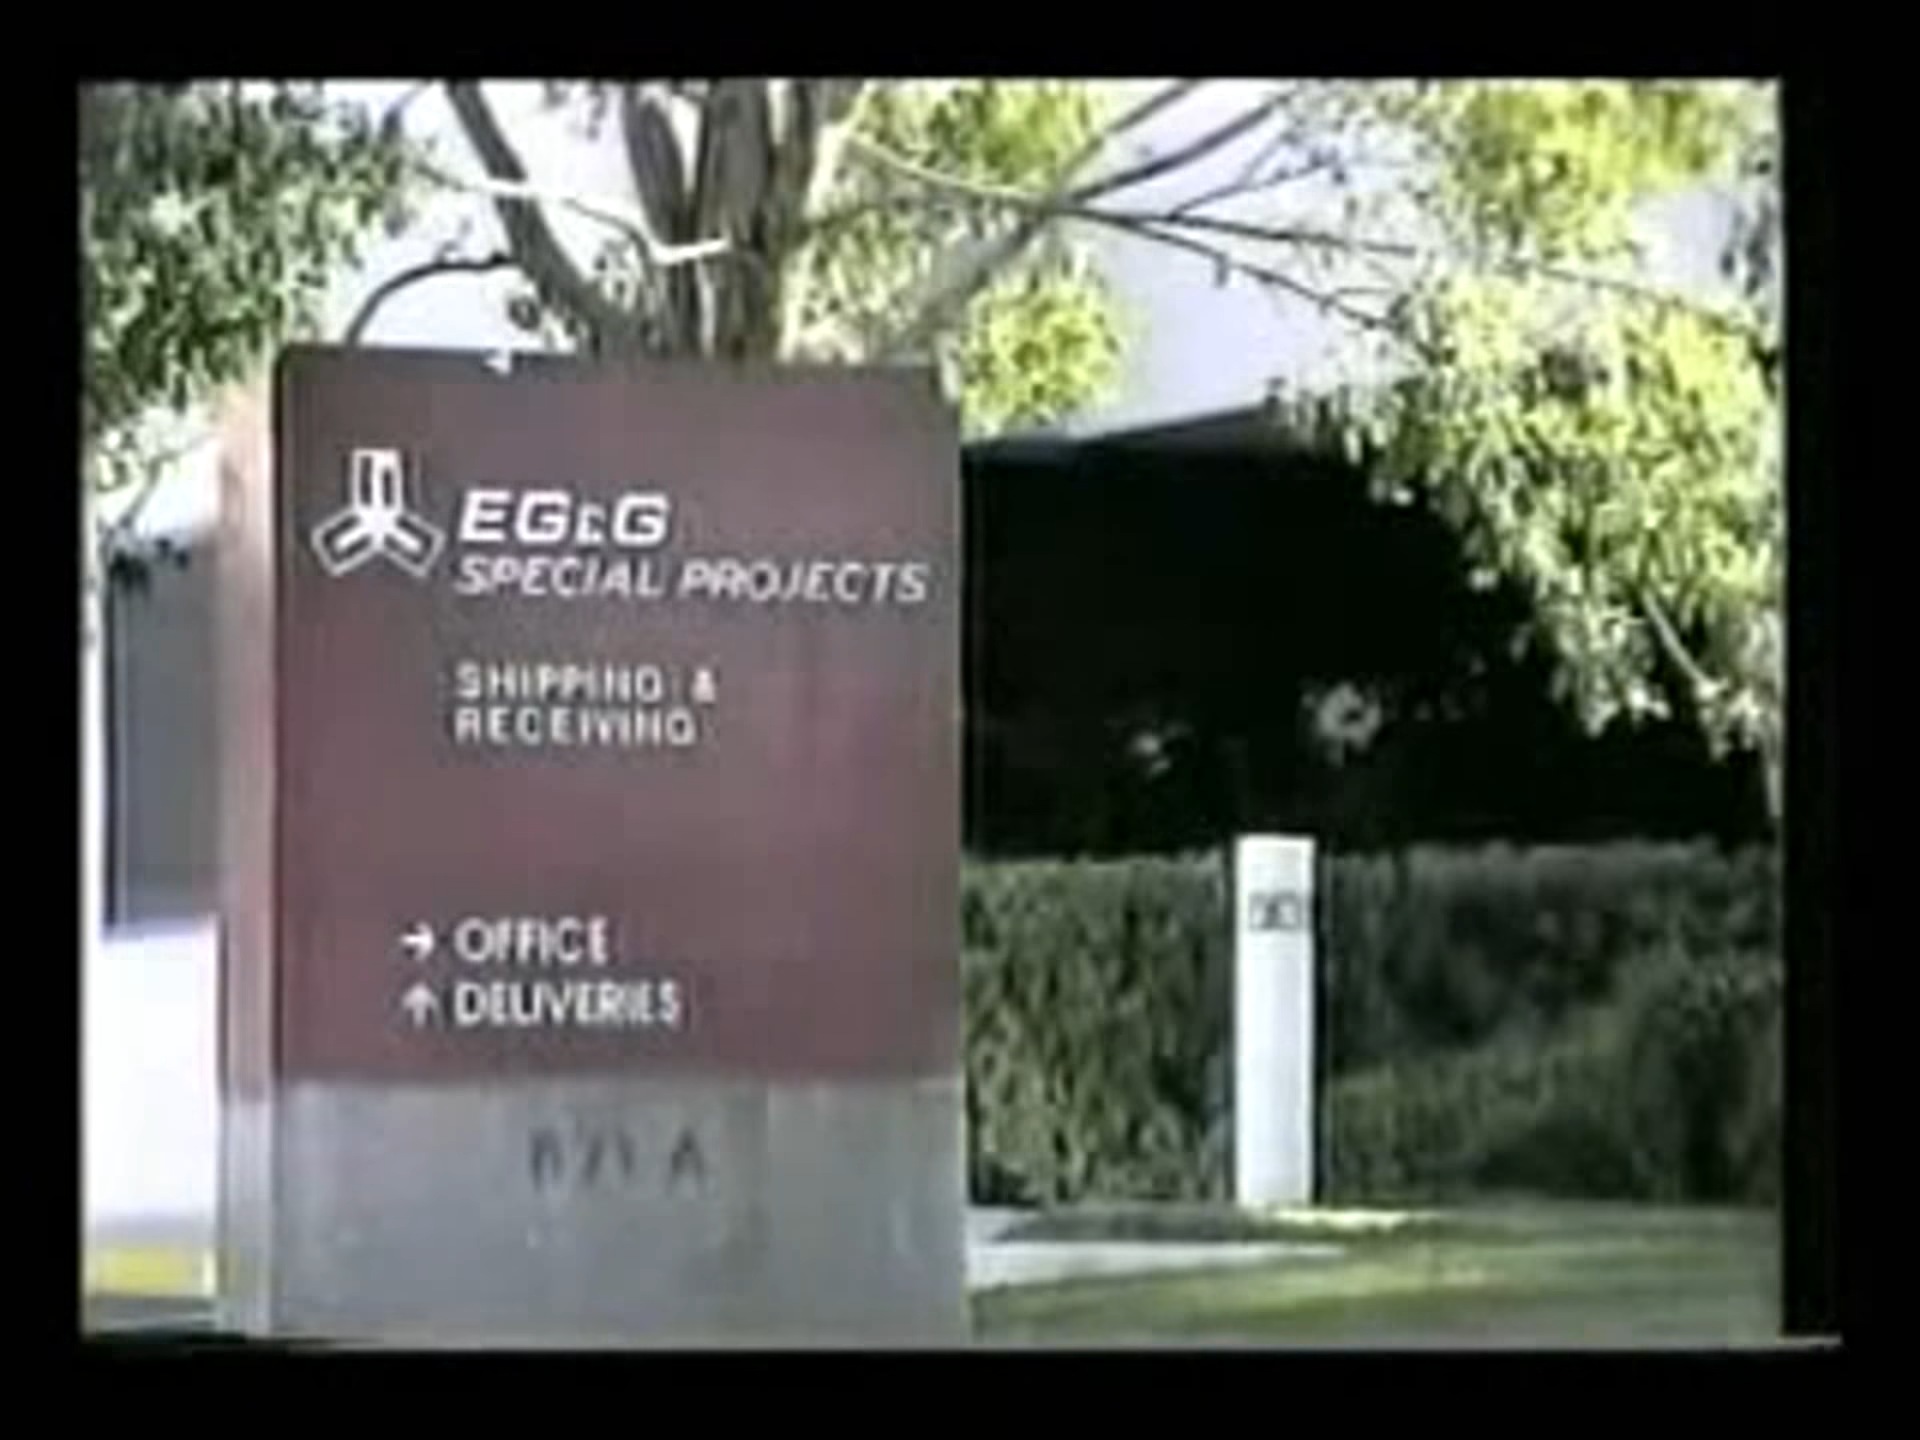 EG&G
SPECIAL PROJECTS
SHIPPING &
RECEIVING
→ OFFICE
↑ DELIVERIES